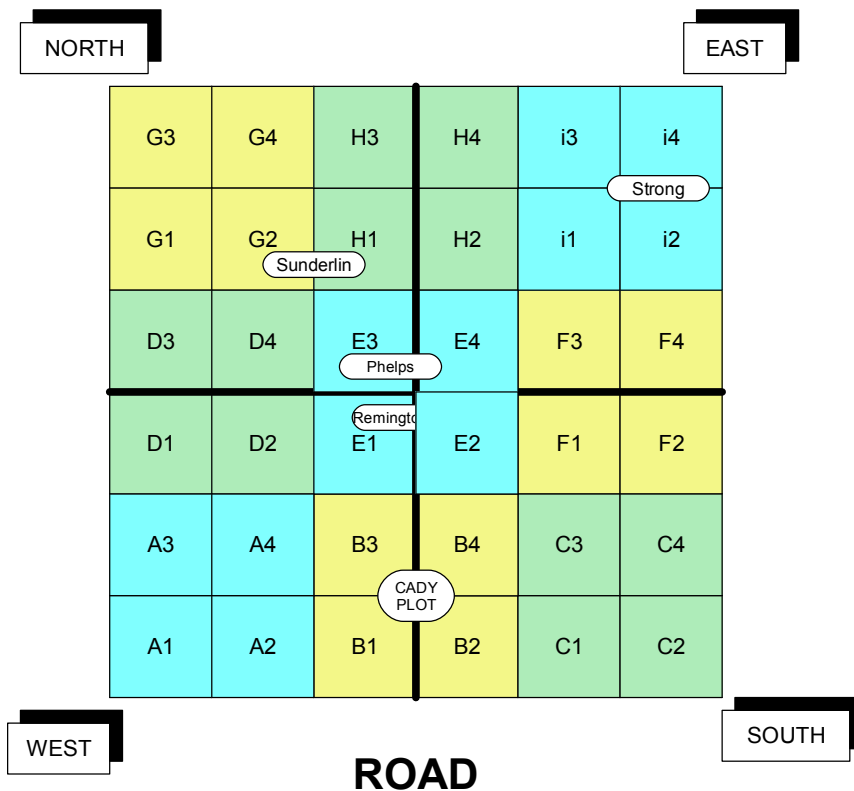 NORTH
EAST
G3 G4 H3 H4 i3 i4
Strong
G1 G2 H1 H2 i1 i2
Sunderlin
D3 D4 E3 E4 F3 F4
Phelps
Remingto
D1 D2 E1 E2 F1 F2
A3 A4 B3 B4 C3 C4
CADY
PLOT
A1 A2 B1 B2 C1 C2
WEST
SOUTH
ROAD